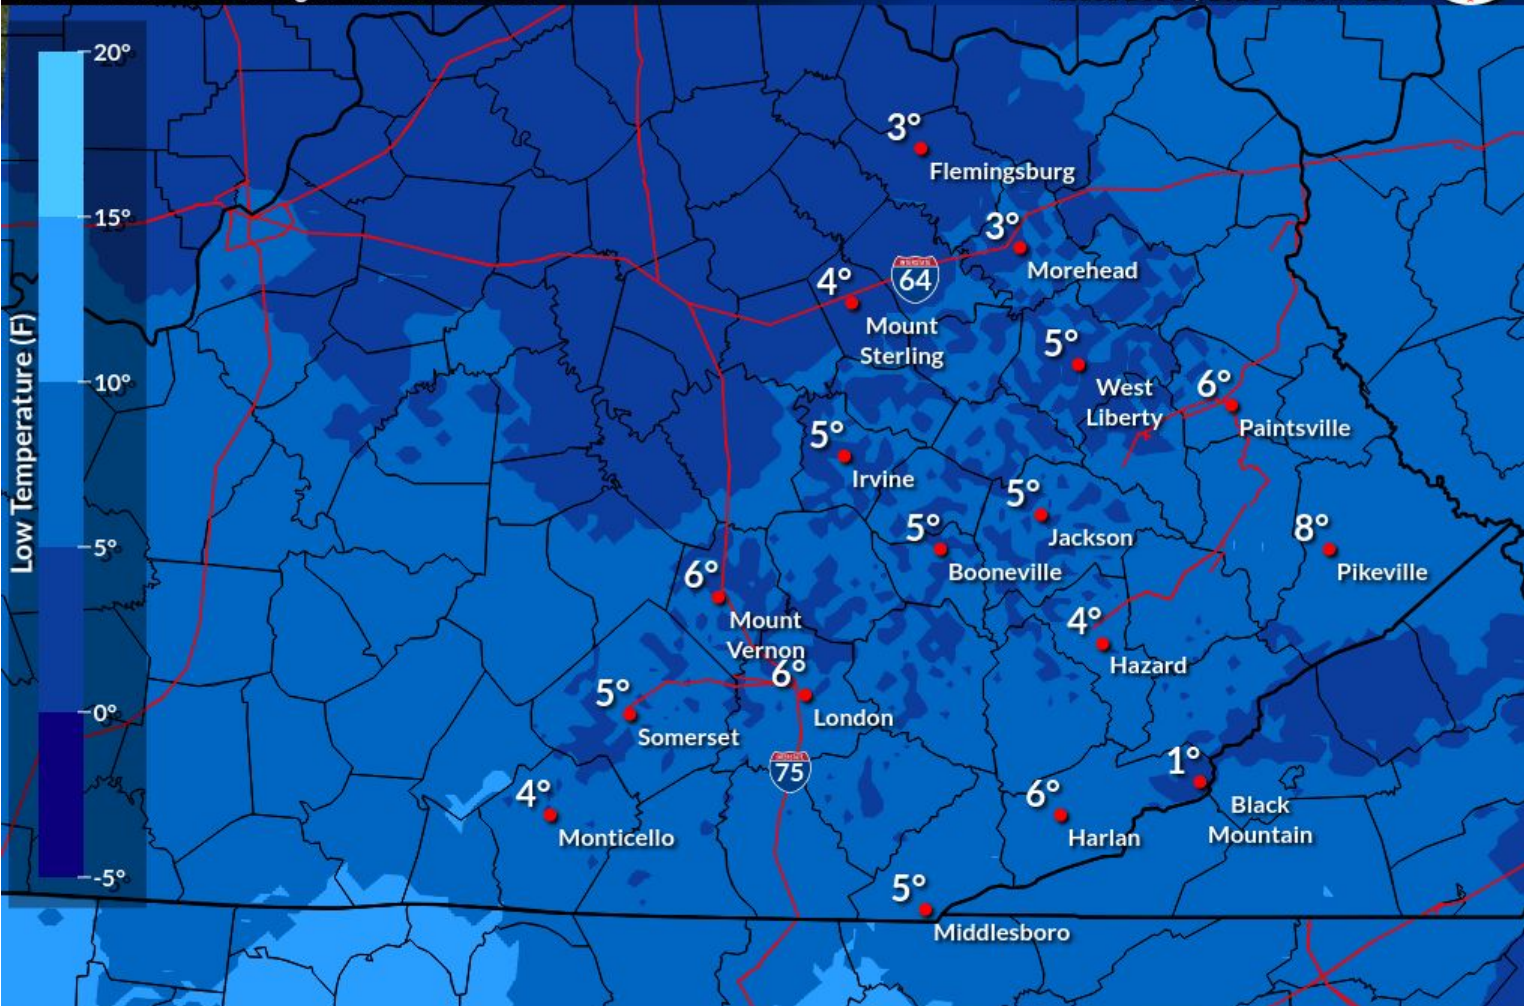 20°
15°
10°
5°
0°
-5°
Low Temperature (F)
3°
Flemingsburg
3°
Morehead
64
4°
Mount
Sterling
5°
West
Liberty
6°
Paintsville
5°
Irvine
5°
Jackson
5°
Booneville
8°
Pikeville
6°
Mount
Vernon
4°
Hazard
6°
London
5°
Somerset
75
1°
Black
Mountain
4°
Monticello
6°
Harlan
5°
Middlesboro